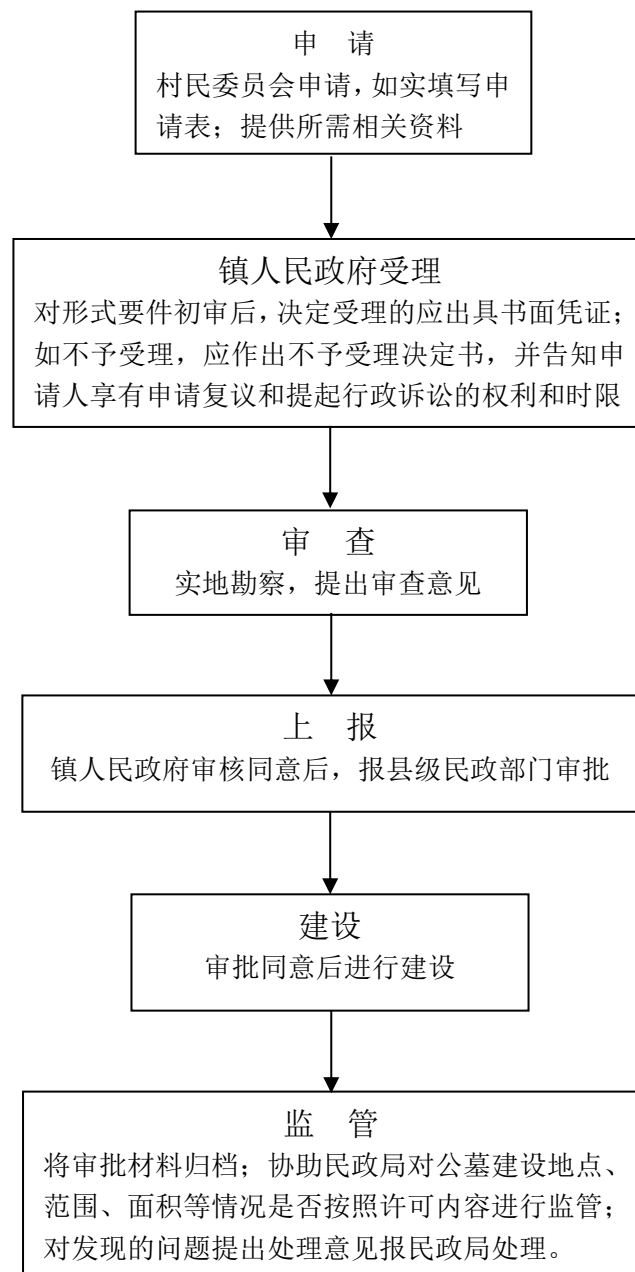 申　请
村民委员会申请，如实填写申
请表；提供所需相关资料
镇人民政府受理
对形式要件初审后，决定受理的应出具书面凭证；
如不予受理，应作出不予受理决定书，并告知申
请人享有申请复议和提起行政诉讼的权利和时限
审　查
实地勘察，提出审查意见
上　报
镇人民政府审核同意后，报县级民政部门审批
建设
审批同意后进行建设
监　管
将审批材料归档；协助民政局对公墓建设地点、
范围、面积等情况是否按照许可内容进行监管；
对发现的问题提出处理意见报民政局处理。